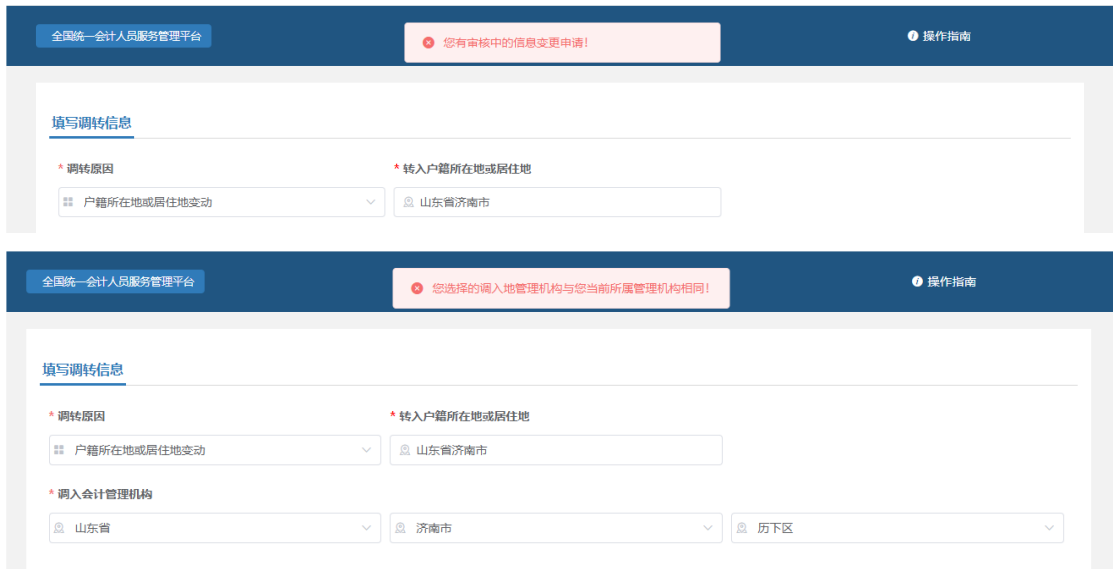 全国统一会计人员服务管理平台
您有审核中的信息变更申请!
操作指南
填写调转信息
* 调转原因
* 转入户籍所在地或居住地
户籍所在地或居住地变动
山东省济南市
全国统一会计人员服务管理平台
您选择的调入地管理机构与您当前所属管理机构相同!
操作指南
填写调转信息
* 调转原因
* 转入户籍所在地或居住地
户籍所在地或居住地变动
山东省济南市
* 调入会计管理机构
山东省
济南市
历下区